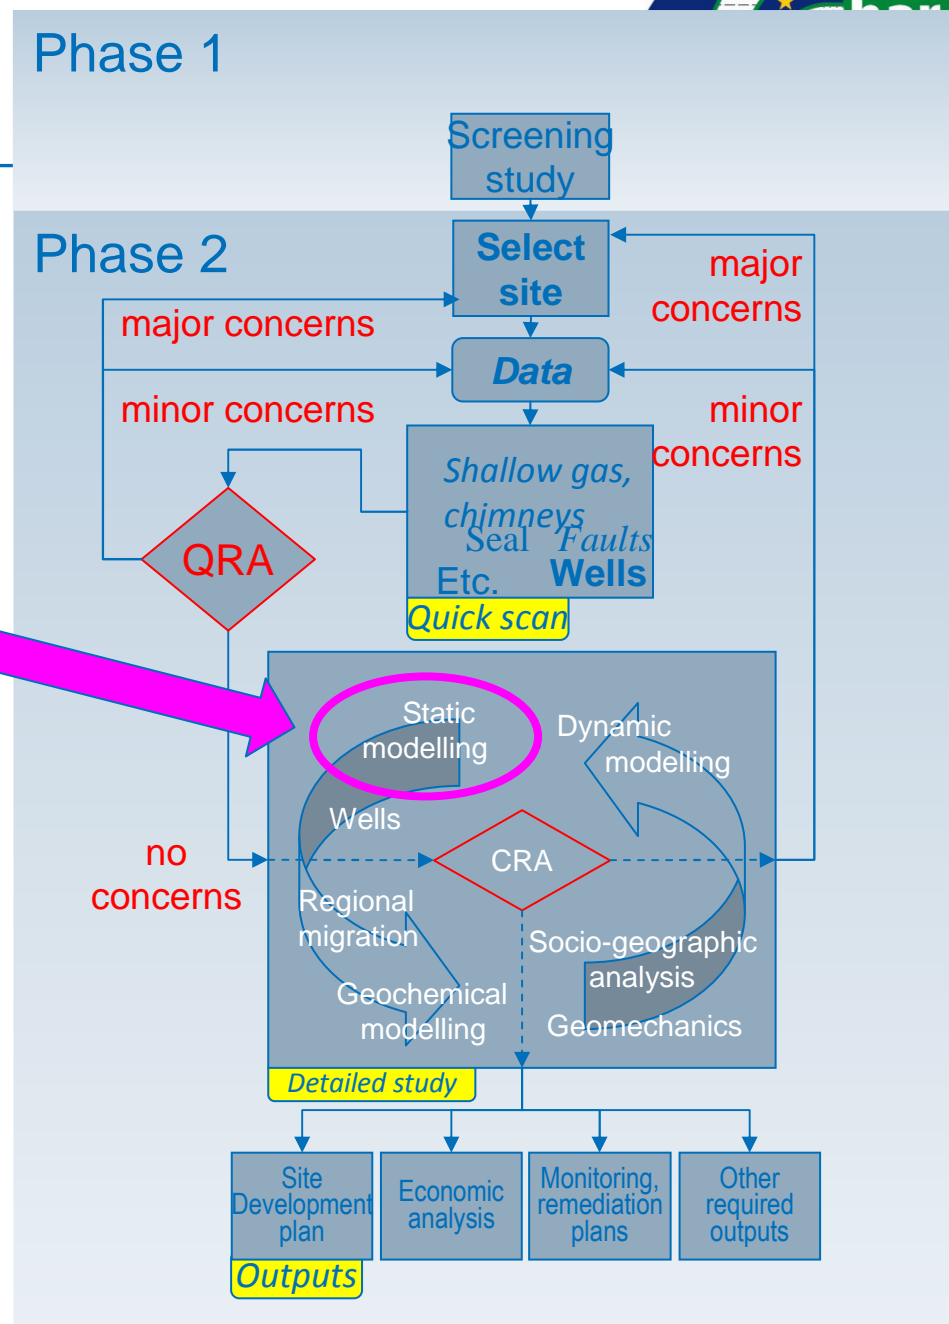 Phase 1
Screening
study
Phase 2
Select
site
major
concerns
major concerns
Data
minor concerns
minor
concerns
Shallow gas,
chimneys
Seal Faults
Etc. Wells
Quick scan
QRA
Static
modelling
Dynamic
modelling
Wells
CRA
no
concerns
Regional
migration
Socio-geographic
analysis
Geochemical
modelling
Geomechanics
Detailed study
Site
Development
plan
Economic
analysis
Monitoring,
remediation
plans
Other
required
outputs
Outputs